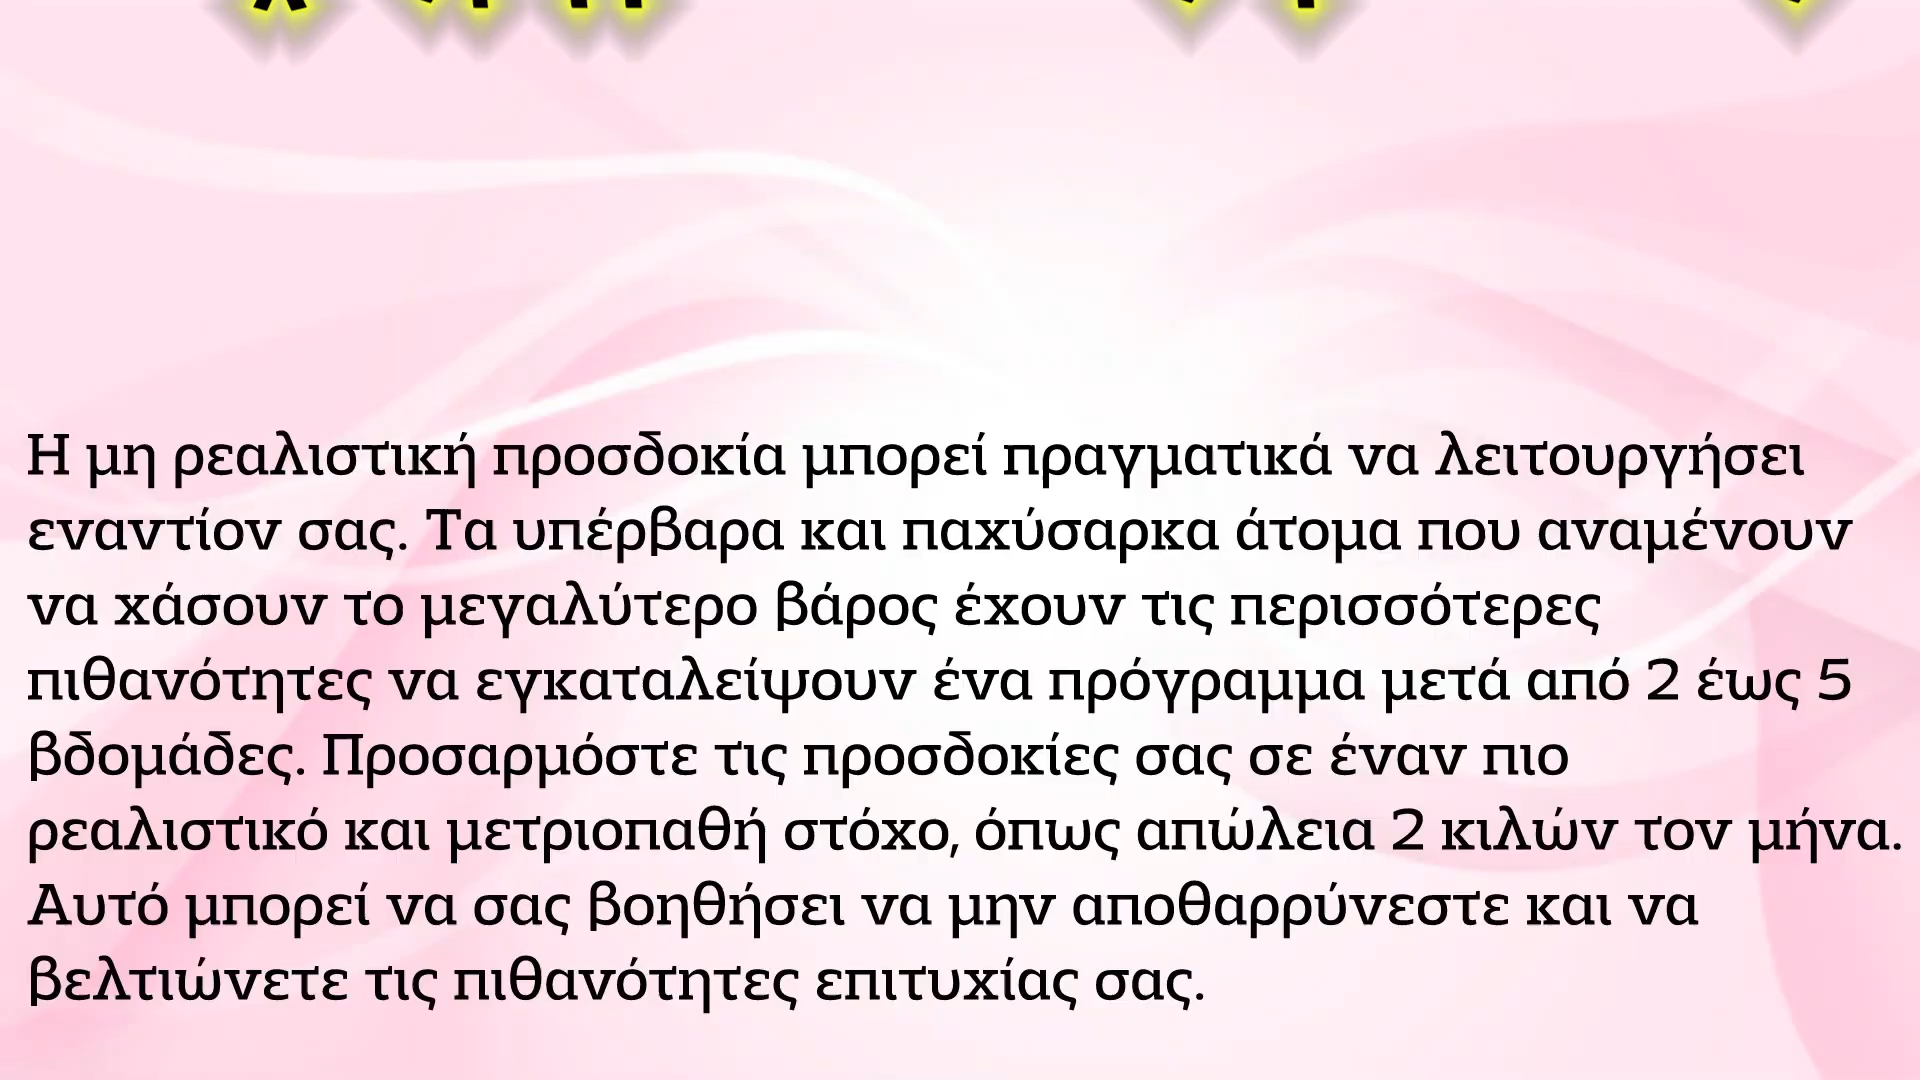 Η μη ρεαλιστική προσδοκία μπορεί πραγματικά να λειτουργήσει
εναντίον σας. Τα υπέρβαρα και παχύσαρκα άτομα που αναμένουν
να χάσουν το μεγαλύτερο βάρος έχουν τις περισσότερες
πιθανότητες να εγκαταλείψουν ένα πρόγραμμα μετά από 2 έως 5
βδομάδες. Προσαρμόστε τις προσδοκίες σας σε έναν πιο
ρεαλιστικό και μετριοπαθή στόχο, όπως απώλεια 2 κιλών τον μήνα.
Αυτό μπορεί να σας βοηθήσει να μην αποθαρρύνεστε και να
βελτιώνετε τις πιθανότητες επιτυχίας σας.